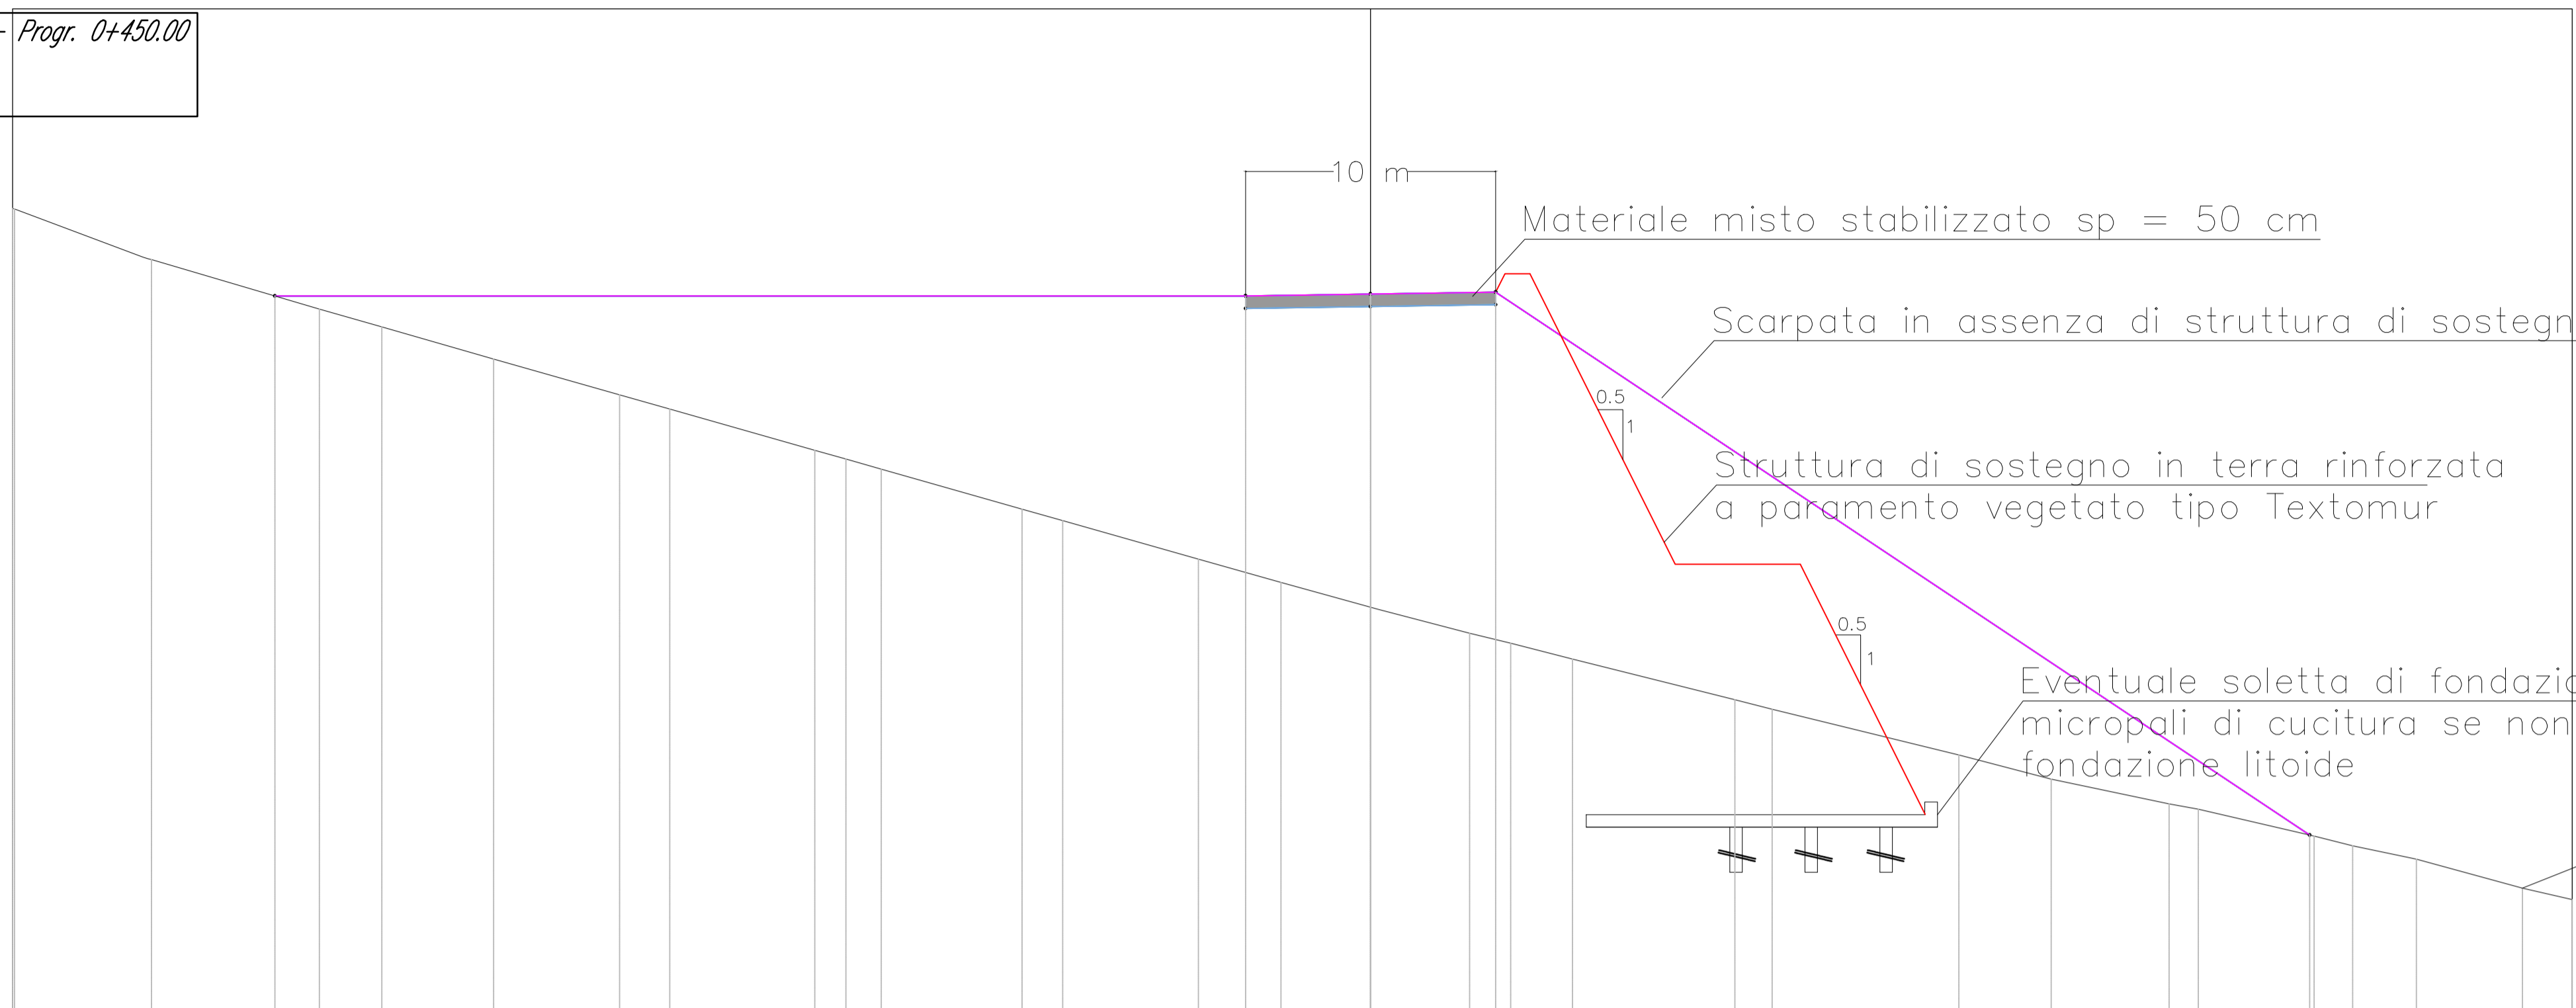 - Progr. 0+450.00
10 m
Materiale misto stabilizzato sp = 50 cm
Scarpata in assenza di struttura di sostegn
0.5
1
Struttura di sostegno in terra rinforzata
a paramento vegetato tipo Textomur
0.5
1
Eventuale soletta di fondazio
micropali di cucitura se non
fondazione litoide